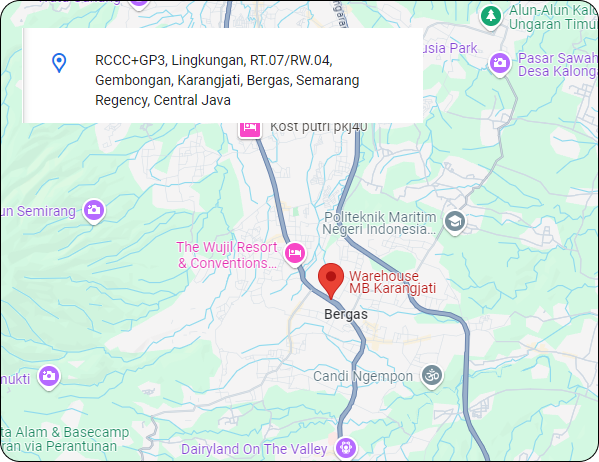 Alun-Alun Kalo
Ungaran Timur
RCCC+GP3, Lingkungan, RT.07/RW.04,
Gembongan, Karangjati, Bergas, Semarang
Regency, Central Java
usia Park
Pasar Sawah
Desa Kalong
Kost putri pkj40
un Semirang
Politeknik Maritim
Negeri Indonesia...
The Wujil Resort
& Conventions...
Warehouse
MB Karangjati
Bergas
Candi Ngempon
mukti
ta Alam & Basecamp
ran via Perantunan
Dairyland On The Valley